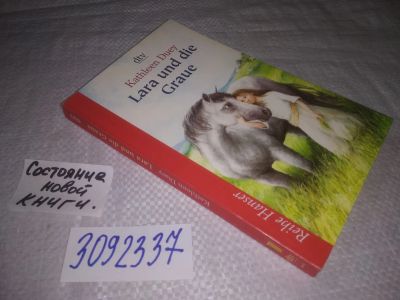 dtv
Kathleen Duey
Lara und die
Graue
Reihe Hanser
Kathleen Duey Lara und die Graue
Состояние
новой
книги.
3092337